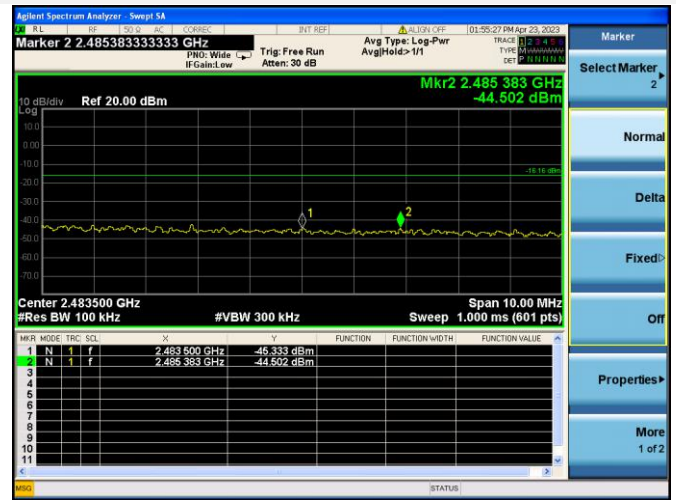 Agilent Spectrum Analyzer - Swept SA
RL RF 50 Ω AC CORREC INT REF ALIGN OFF 01:55:27 PM Apr 23, 2023
Marker 2 2.485383333333 GHz
PNO: Wide Trig: Free Run Avg Type: Log-Pwr TRACE 1 2 3 4 5 6
IFGain:Low Atten: 30 dB Avg|Hold>1/1 TYPE
DET P N N N N N
Mkr2 2.485 383 GHz
10 dB/div Ref 20.00 dBm -44.502 dBm
Log
10.0
0.00
-10.0
-16.16 dBm
-20.0
-30.0
-40.0
1 2
-50.0
-60.0
-70.0
Center 2.483500 GHz Span 10.00 MHz
#Res BW 100 kHz #VBW 300 kHz Sweep 1.000 ms (601 pts)
MKR MODE TRC SCL X Y FUNCTION FUNCTION WIDTH FUNCTION VALUE
1 N 1 f 2.483 500 GHz -45.333 dBm
2 N 1 f 2.485 383 GHz -44.502 dBm
3
4
5
6
7
8
9
10
11
MSG STATUS
Marker
Select Marker
2
Normal
Delta
Fixed
Off
Properties
More
1 of 2